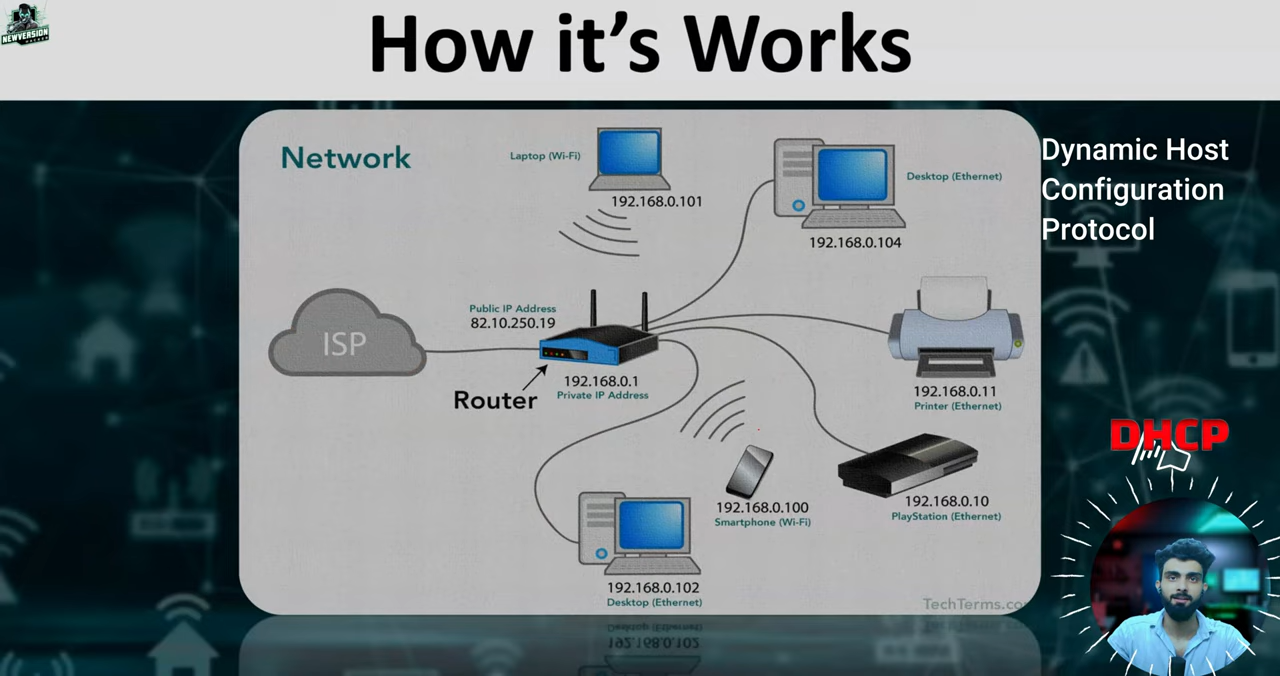 NEWVERSION
How it's Works
Network
Laptop (Wi-Fi)
192.168.0.101
Desktop (Ethernet)
192.168.0.104
Dynamic Host
Configuration
Protocol
ISP
Public IP Address
82.10.250.19
192.168.0.1
Private IP Address
Router
192.168.0.11
Printer (Ethernet)
DHCP
192.168.0.10
PlayStation (Ethernet)
192.168.0.100
Smartphone (Wi-Fi)
192.168.0.102
Desktop (Ethernet)
TechTerms.co